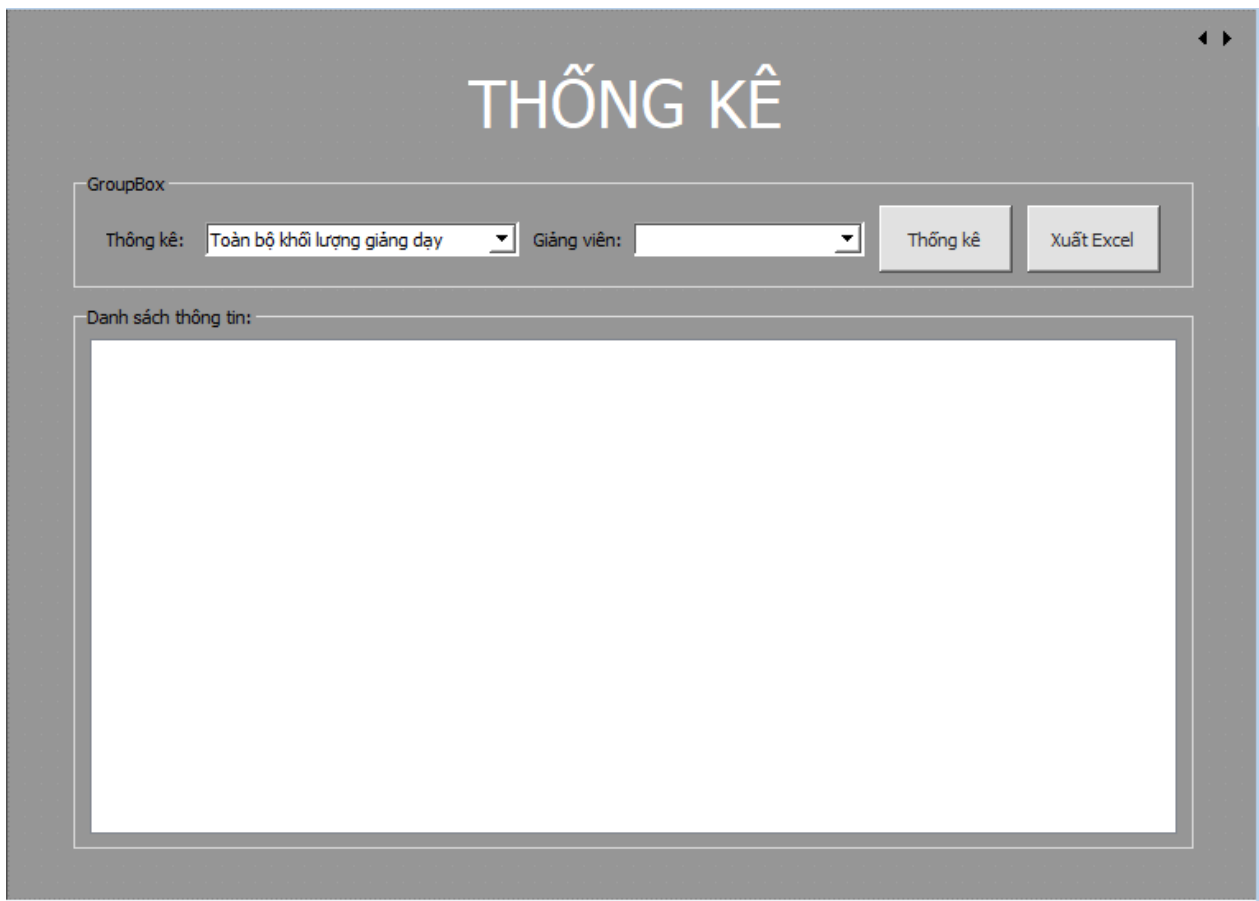 THỐNG KÊ
GroupBox
Thông kê: Toàn bộ khối lượng giảng dạy Giảng viên: Thống kê Xuất Excel
Danh sách thông tin: